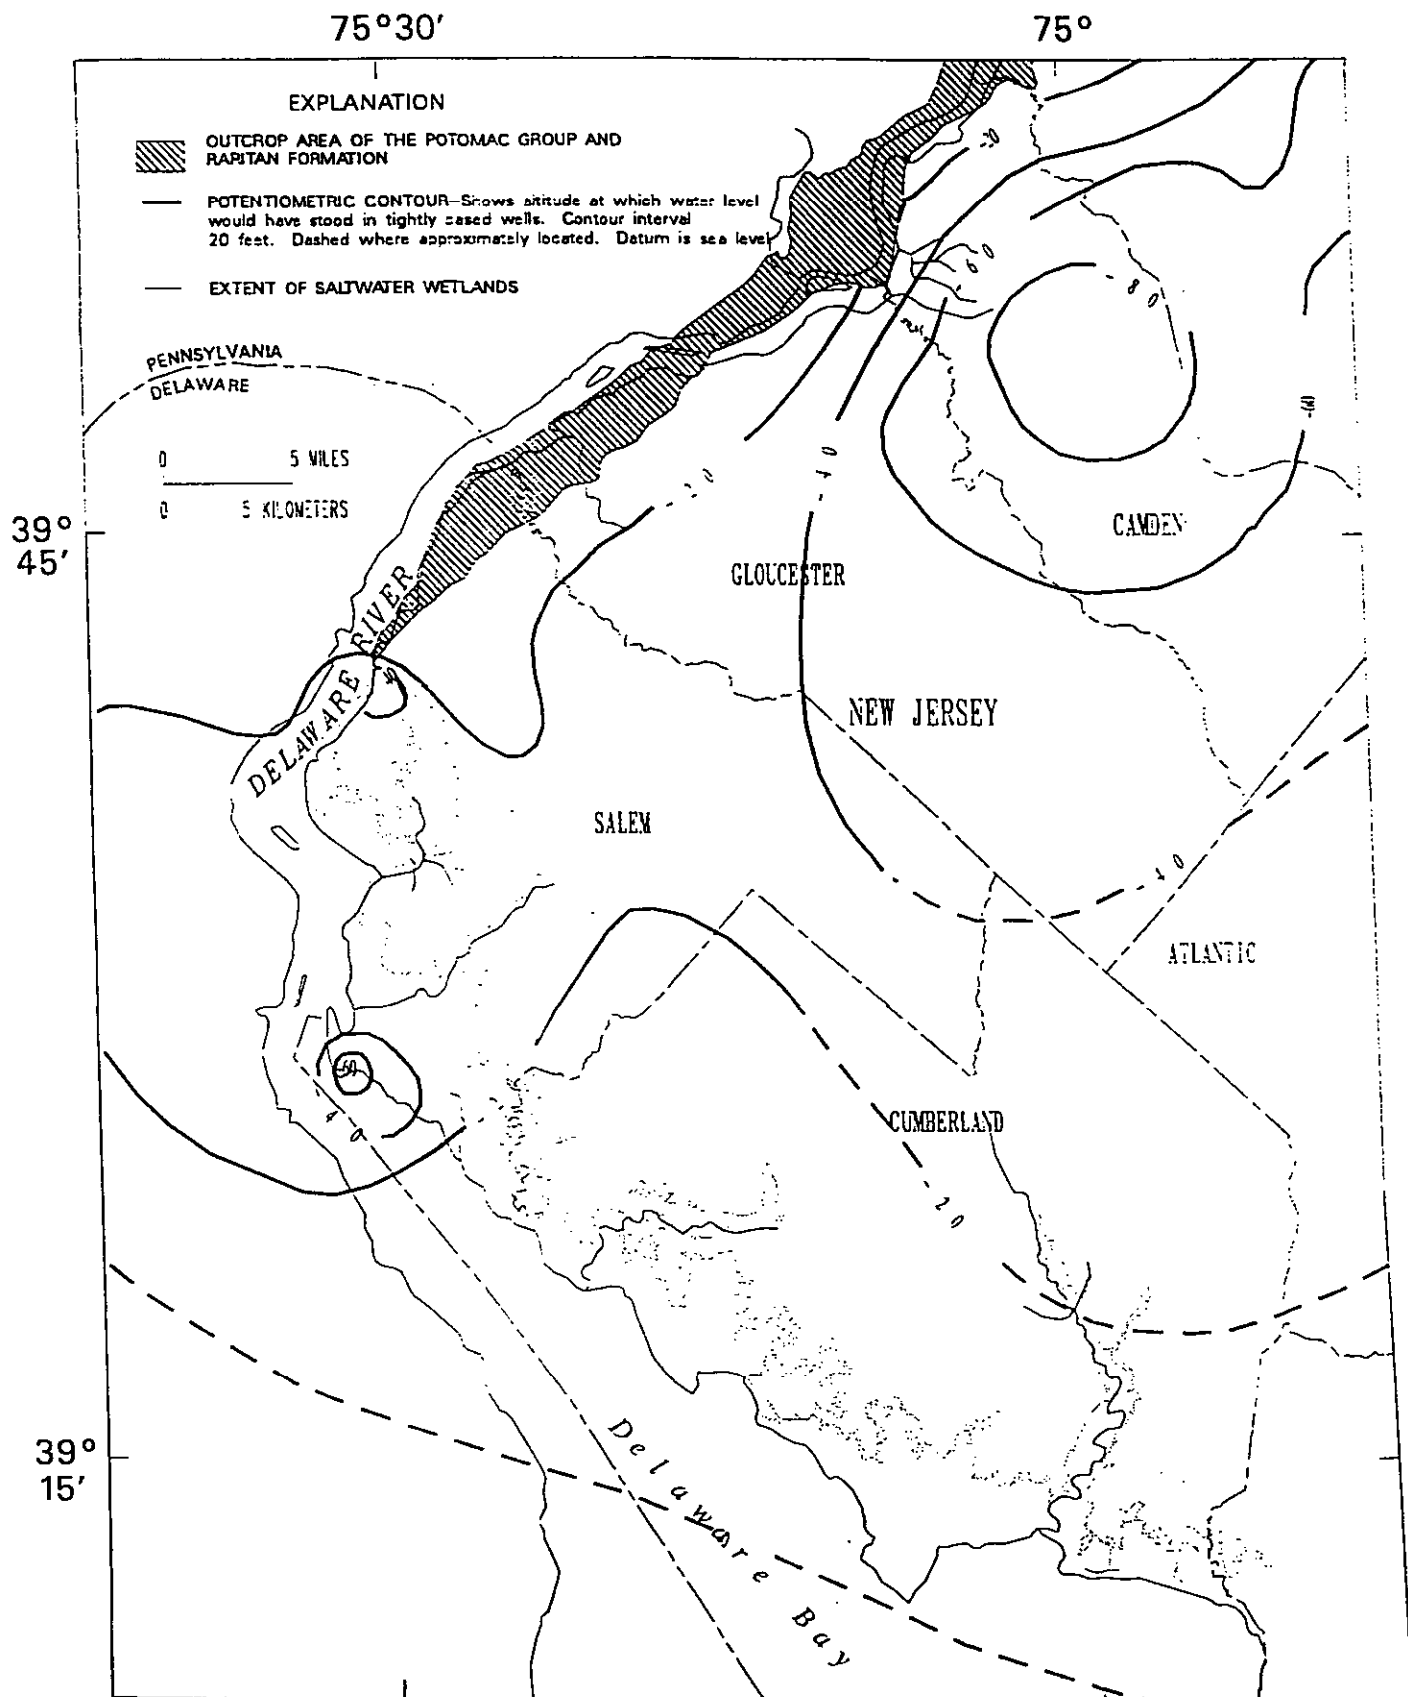 75°30′
75°
EXPLANATION
OUTCROP AREA OF THE POTOMAC GROUP AND
RARITAN FORMATION
POTENTIOMETRIC CONTOUR—Shows altitude at which water level
would have stood in tightly cased wells. Contour interval
20 feet. Dashed where approximately located. Datum is sea level
EXTENT OF SALTWATER WETLANDS
PENNSYLVANIA
DELAWARE
0 5 MILES
0 5 KILOMETERS
-60
-80
-60
-20
-40
39°
45′
CAMDEN
GLOUCESTER
DELAWARE RIVER
NEW JERSEY
SALEM
-40
ATLANTIC
-60
-40
CUMBERLAND
-20
39°
15′
Delaware Bay